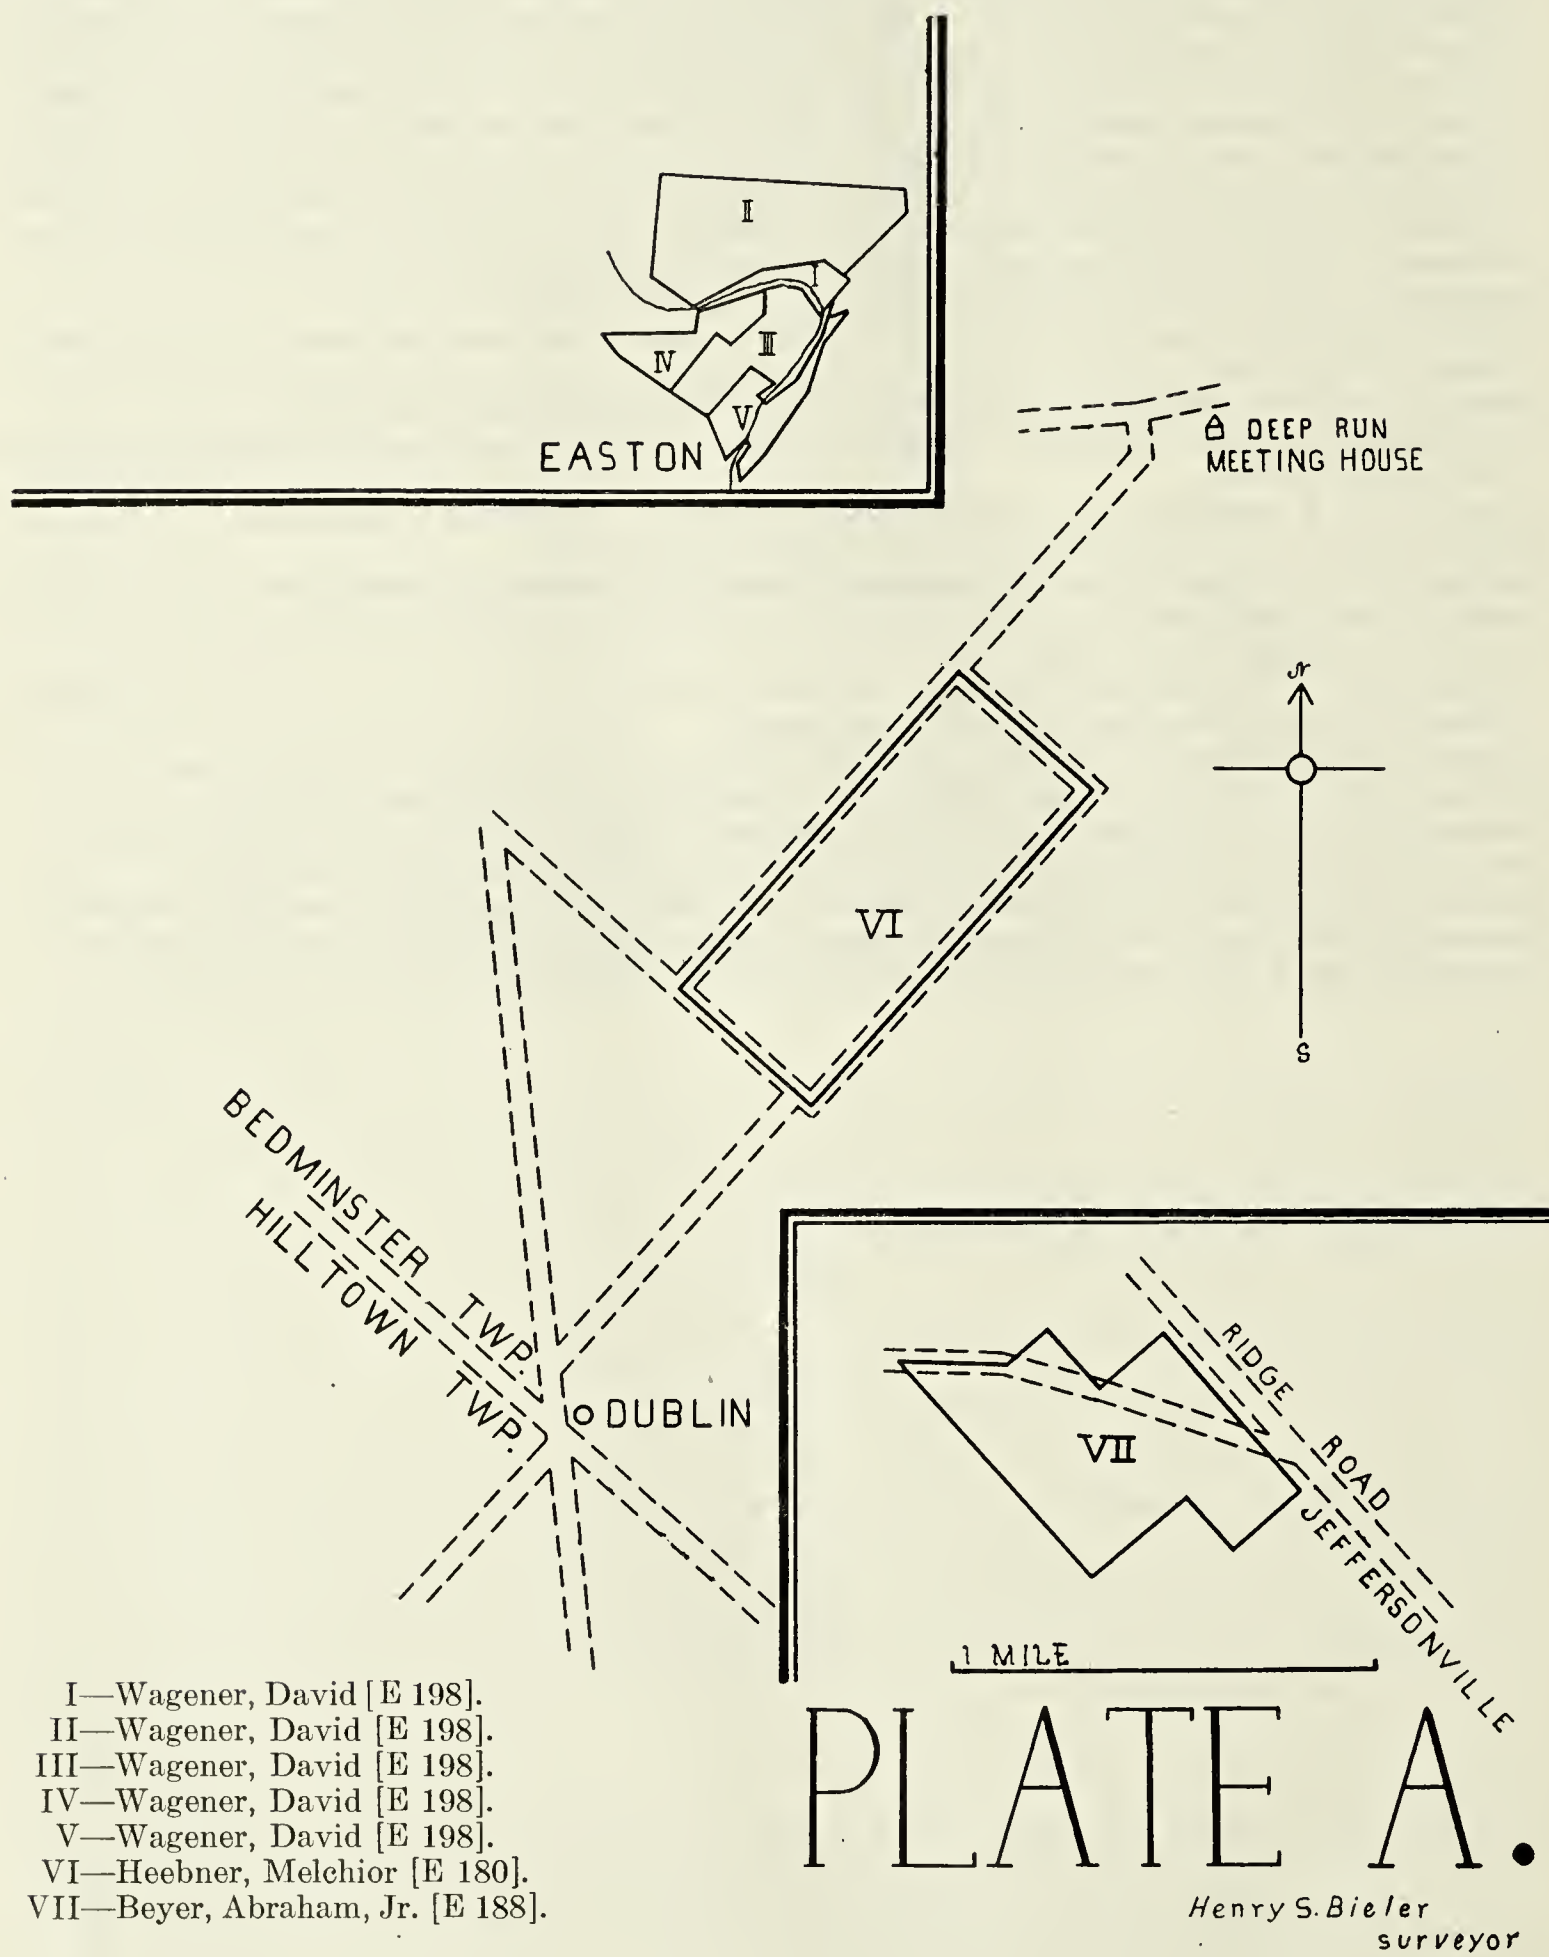 II
I
III
IV
V
EASTON
DEEP RUN
MEETING HOUSE
N
VI
S
BEDMINSTER TWP.
HILLTOWN TWP.
DUBLIN
RIDGE ROAD
VII
JEFFERSONVILLE
1 MILE
I—Wagener, David [E 198].
II—Wagener, David [E 198].
III—Wagener, David [E 198].
IV—Wagener, David [E 198].
V—Wagener, David [E 198].
VI—Heebner, Melchior [E 180].
VII—Beyer, Abraham, Jr. [E 188].
PLATE A.
Henry S. Bieler
surveyor